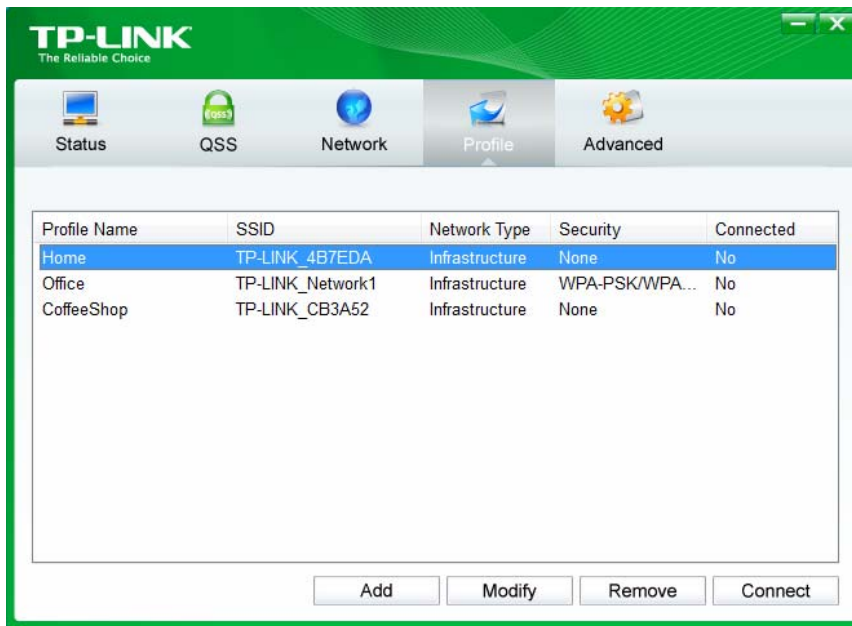 TP-LINK
The Reliable Choice
QSS
Status QSS Network Profile Advanced
Profile Name SSID Network Type Security Connected
Home TP-LINK_4B7EDA Infrastructure None No
Office TP-LINK_Network1 Infrastructure WPA-PSK/WPA... No
CoffeeShop TP-LINK_CB3A52 Infrastructure None No
Add Modify Remove Connect